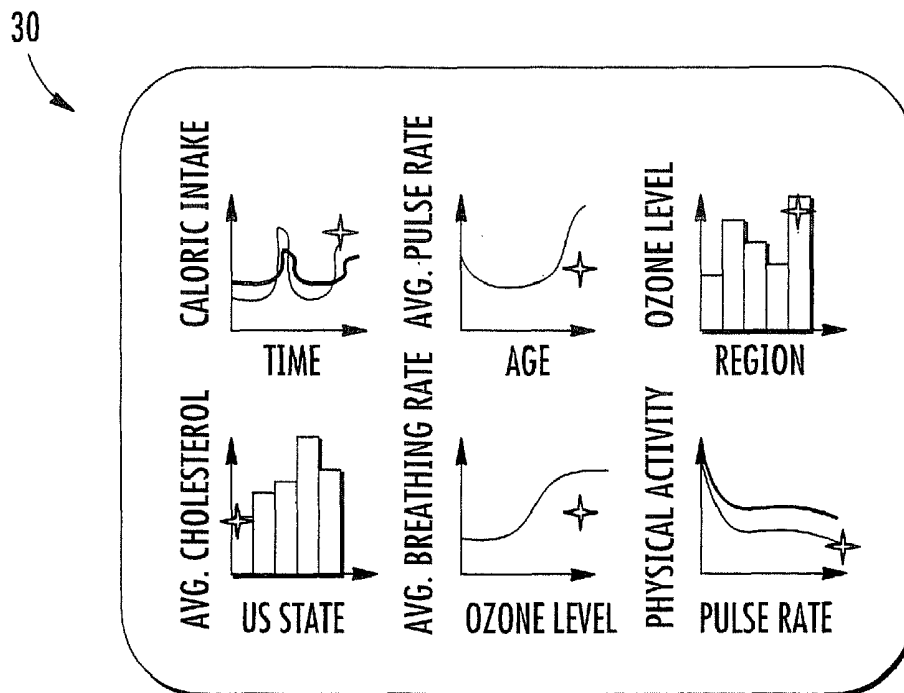 30
CALORIC INTAKE
TIME
AVG. PULSE RATE
AGE
OZONE LEVEL
REGION
AVG. CHOLESTEROL
US STATE
AVG. BREATHING RATE
OZONE LEVEL
PHYSICAL ACTIVITY
PULSE RATE